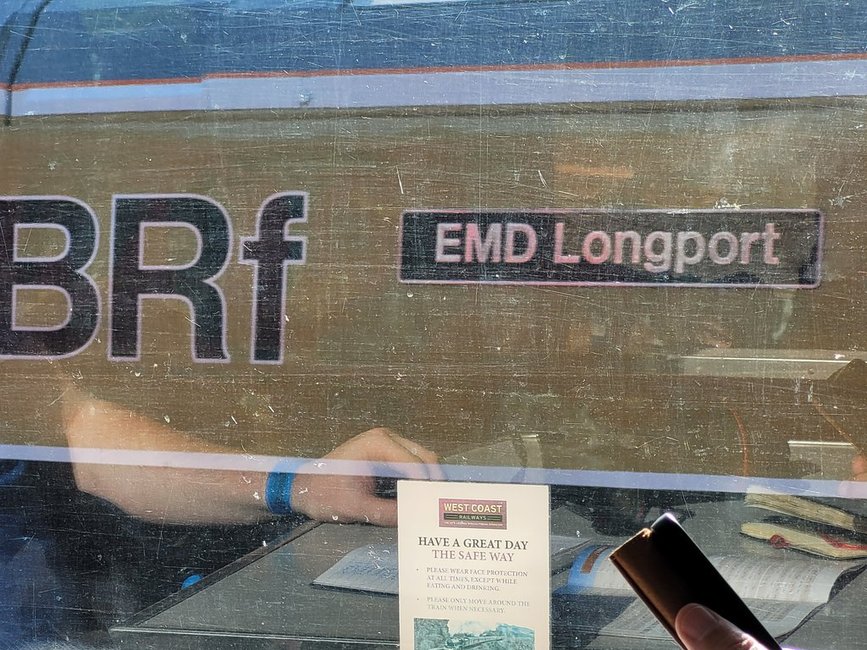 BRf
EMD Longport
WEST COAST
RAILWAYS
HAVE A GREAT DAY
THE SAFE WAY
• PLEASE WEAR FACE PROTECTION
AT ALL TIMES, EXCEPT WHILE
EATING AND DRINKING.
• PLEASE ONLY MOVE AROUND THE
TRAIN WHEN NECESSARY.